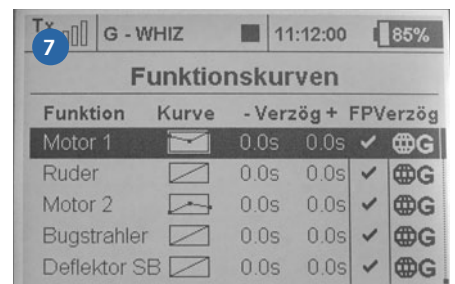 Tx G - WHIZ 11:12:00 85%
7
Funktionskurven
Funktion Kurve - Verzög + FPVerzög
Motor 1 0.0s 0.0s ✓ G
Ruder 0.0s 0.0s ✓ G
Motor 2 0.0s 0.0s ✓ G
Bugstrahler 0.0s 0.0s ✓ G
Deflektor SB 0.0s 0.0s ✓ G